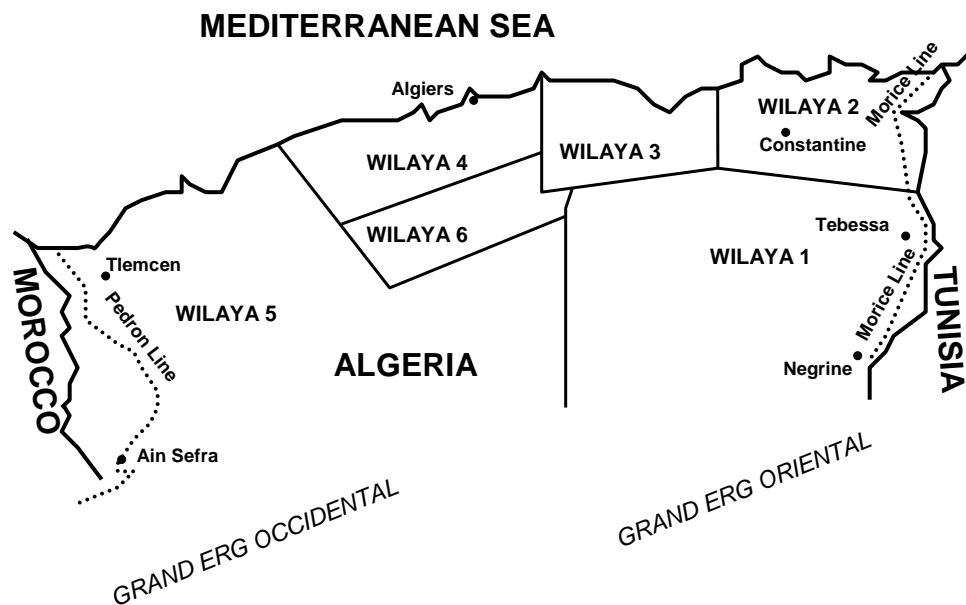 MEDITERRANEAN SEA
Algiers
Morice Line
WILAYA 2
Constantine
WILAYA 3
WILAYA 4
WILAYA 6
Tebessa
WILAYA 1
Tlemcen
MOROCCO
Pedron Line
WILAYA 5
Morice Line
TUNISIA
ALGERIA
Negrine
Ain Sefra
GRAND ERG ORIENTAL
GRAND ERG OCCIDENTAL